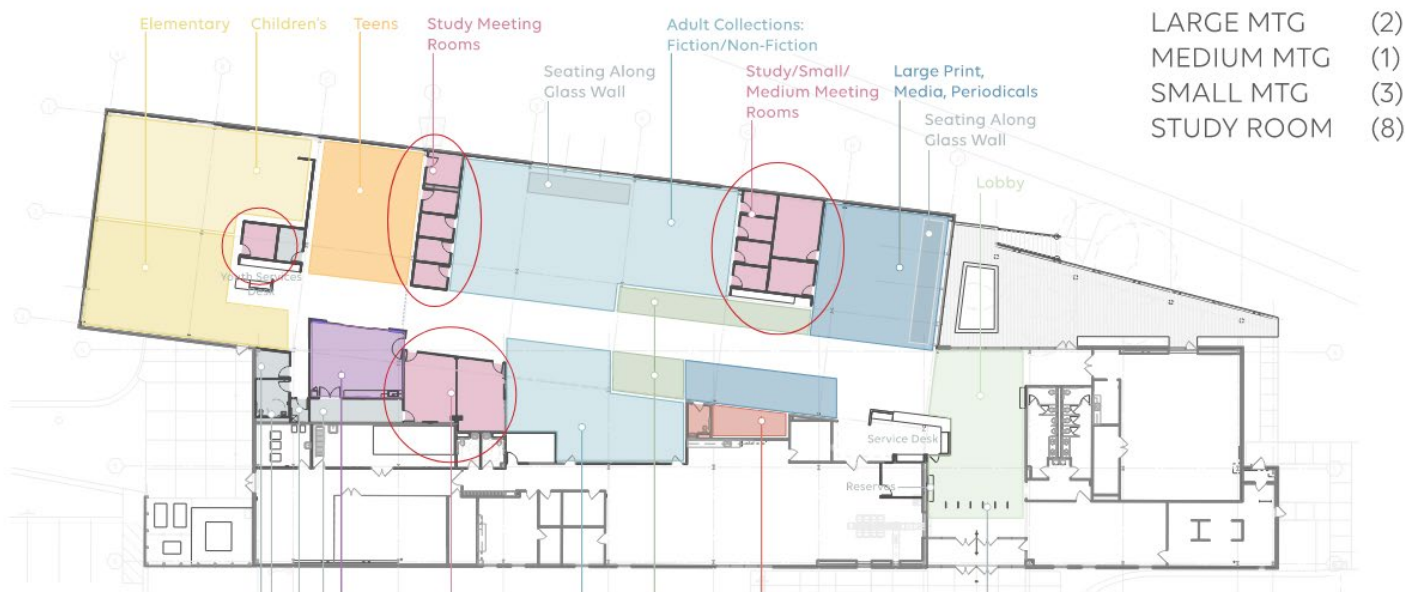 Elementary
Children's
Teens
Study Meeting
Rooms
Adult Collections:
Fiction/Non-Fiction
Seating Along
Glass Wall
Study/Small/
Medium Meeting
Rooms
Large Print,
Media, Periodicals
Seating Along
Glass Wall
Lobby
LARGE MTG (2)
MEDIUM MTG (1)
SMALL MTG (3)
STUDY ROOM (8)
Youth Services
Desk
Service Desk
Reserves